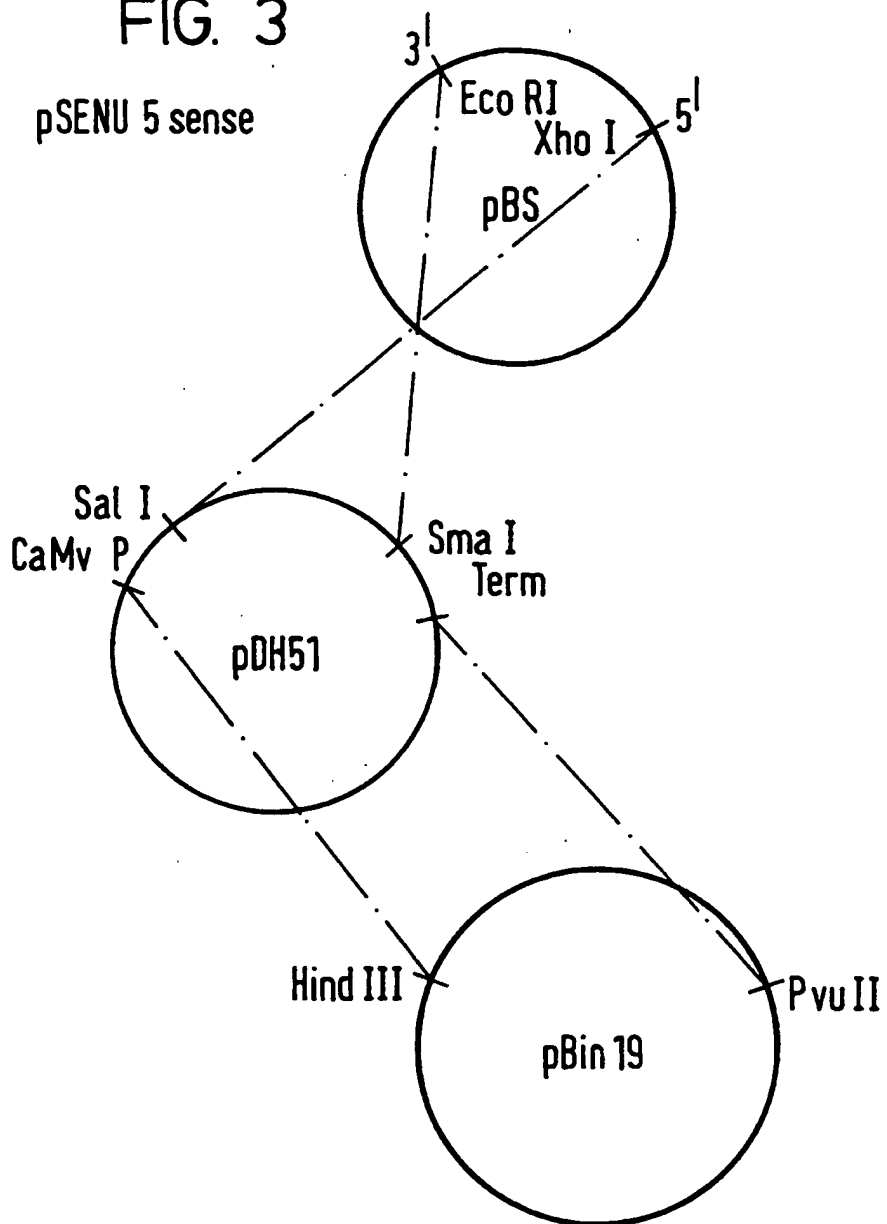 FIG. 3
pSENU 5 sense
3'
Eco RI
5'
Xho I
pBS
Sal I
CaMv P
Sma I
Term
pDH51
Hind III
Pvu II
pBin 19